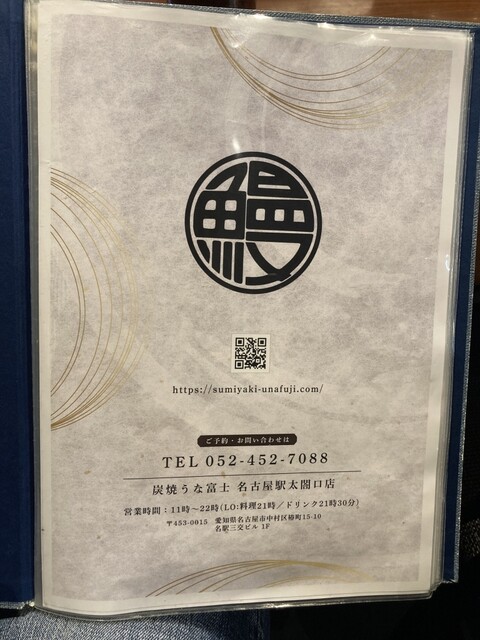 鰻
https://sumiyaki-unafuji.com/
ご予約・お問い合わせは
TEL 052-452-7088
炭焼うな富士 名古屋駅太閤口店
営業時間：11時〜22時(LO:料理21時／ドリンク21時30分)
〒453-0015 愛知県名古屋市中村区椿町15-10
名駅三交ビル 1F